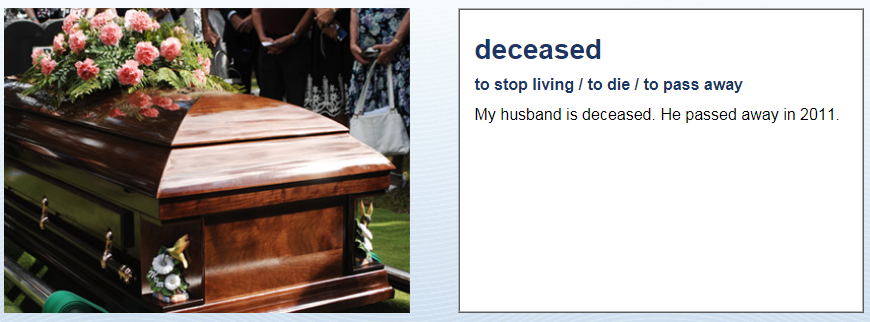 deceased
to stop living / to die / to pass away
My husband is deceased. He passed away in 2011.